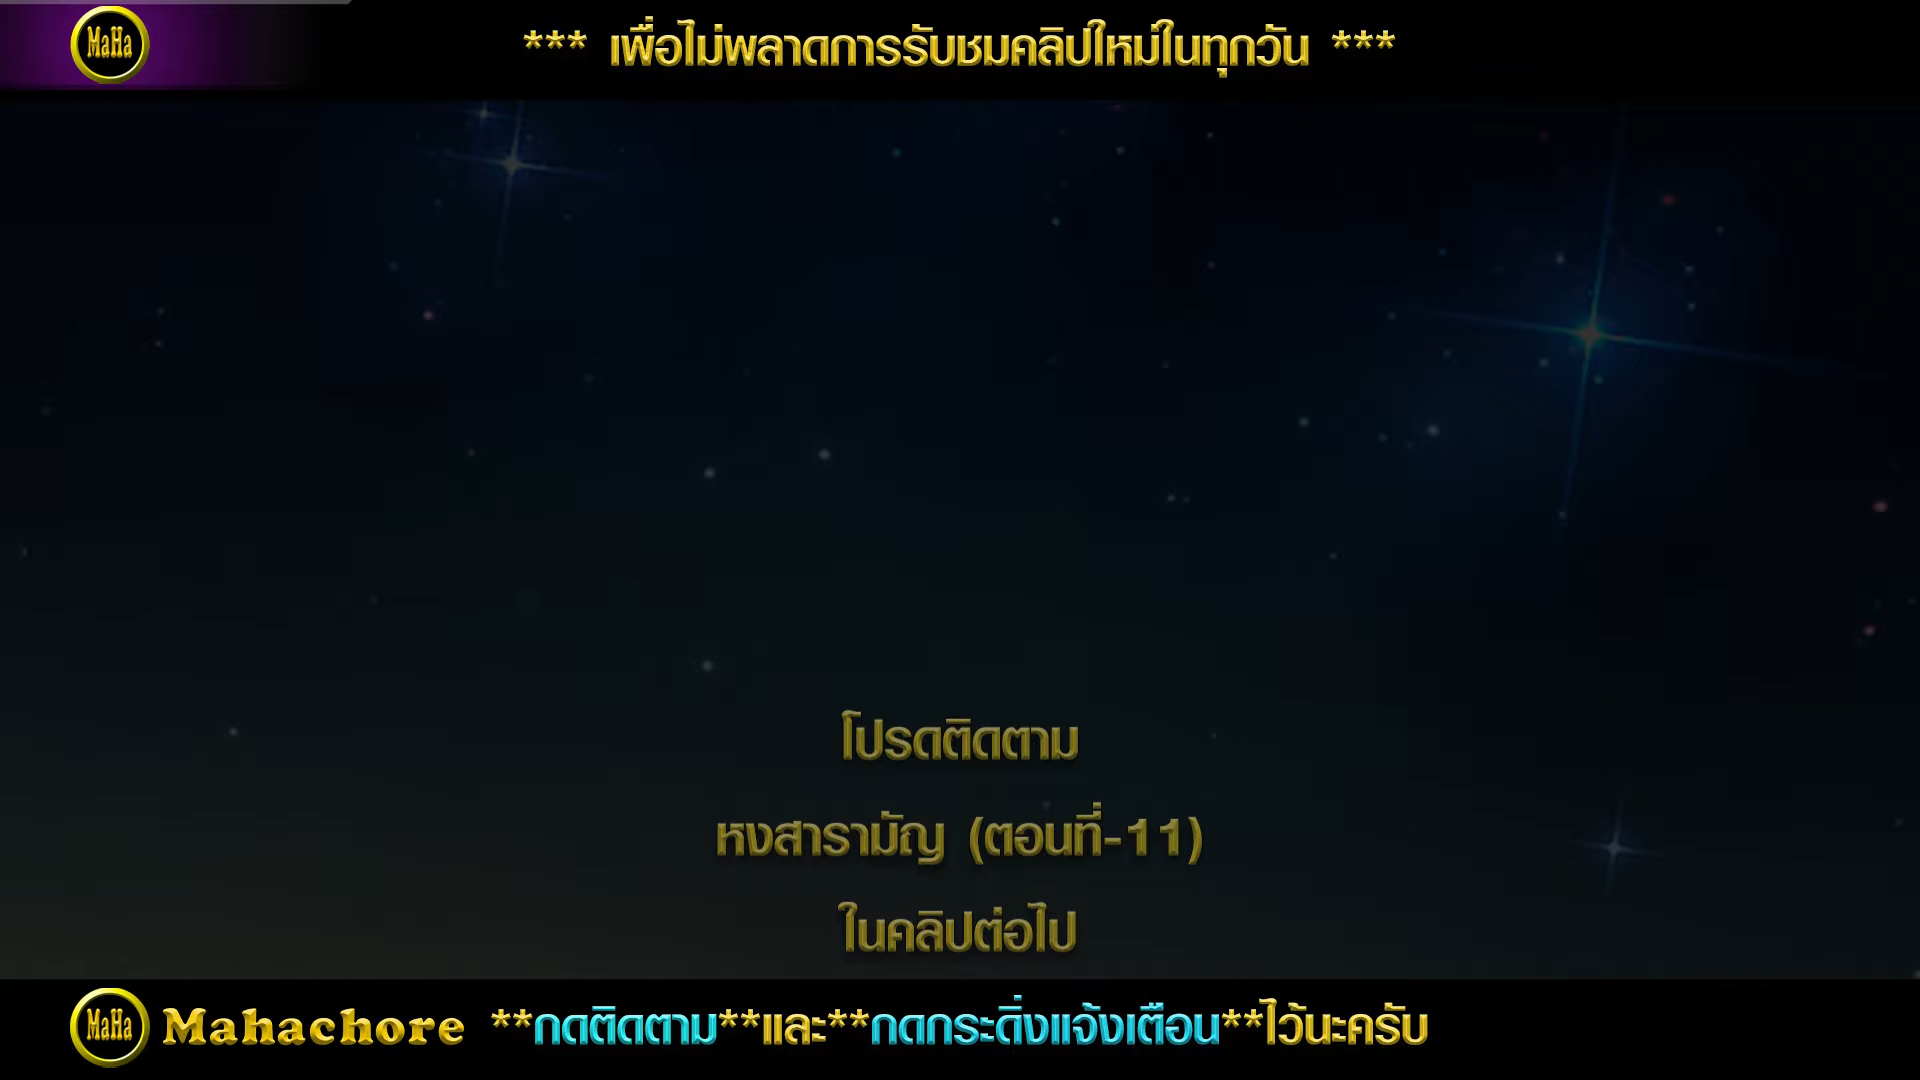 MaHa
*** เพื่อไม่พลาดการรับชมคลิปใหม่ในทุกวัน ***
โปรดติดตาม
หงสารามัญ (ตอนที่-11)
ในคลิปต่อไป
MaHa Mahachore **กดติดตาม**และ**กดกระดิ่งแจ้งเตือน**ไว้นะครับ